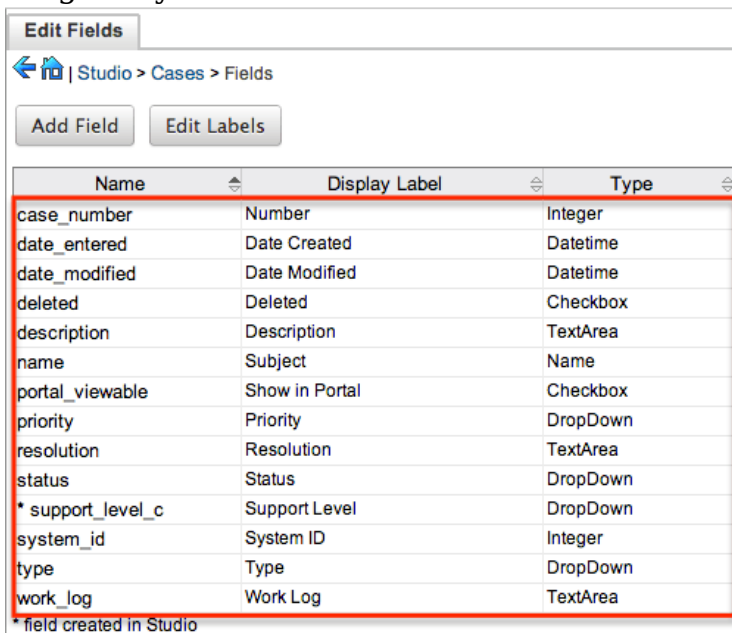 Edit Fields
| Studio > Cases > Fields
Add Field Edit Labels
Name Display Label Type
case_number Number Integer
date_entered Date Created Datetime
date_modified Date Modified Datetime
deleted Deleted Checkbox
description Description TextArea
name Subject Name
portal_viewable Show in Portal Checkbox
priority Priority DropDown
resolution Resolution TextArea
status Status DropDown
* support_level_c Support Level DropDown
system_id System ID Integer
type Type DropDown
work_log Work Log TextArea
* field created in Studio